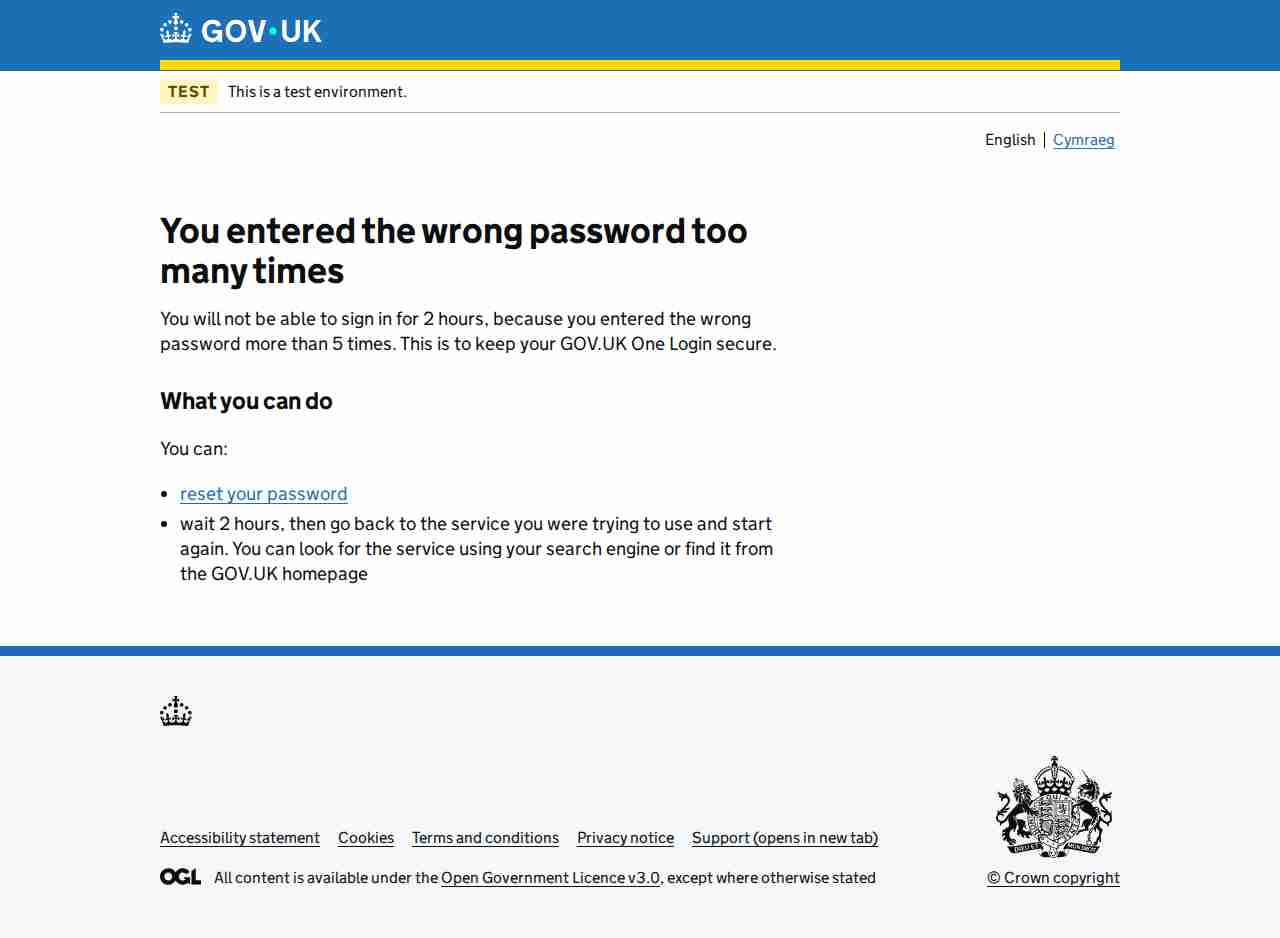 GOV·UK
TEST This is a test environment.
English | Cymraeg
You entered the wrong password too
many times
You will not be able to sign in for 2 hours, because you entered the wrong
password more than 5 times. This is to keep your GOV.UK One Login secure.
What you can do
You can:
• reset your password
• wait 2 hours, then go back to the service you were trying to use and start
again. You can look for the service using your search engine or find it from
the GOV.UK homepage
Accessibility statement Cookies Terms and conditions Privacy notice Support (opens in new tab)
OGL All content is available under the Open Government Licence v3.0, except where otherwise stated
© Crown copyright